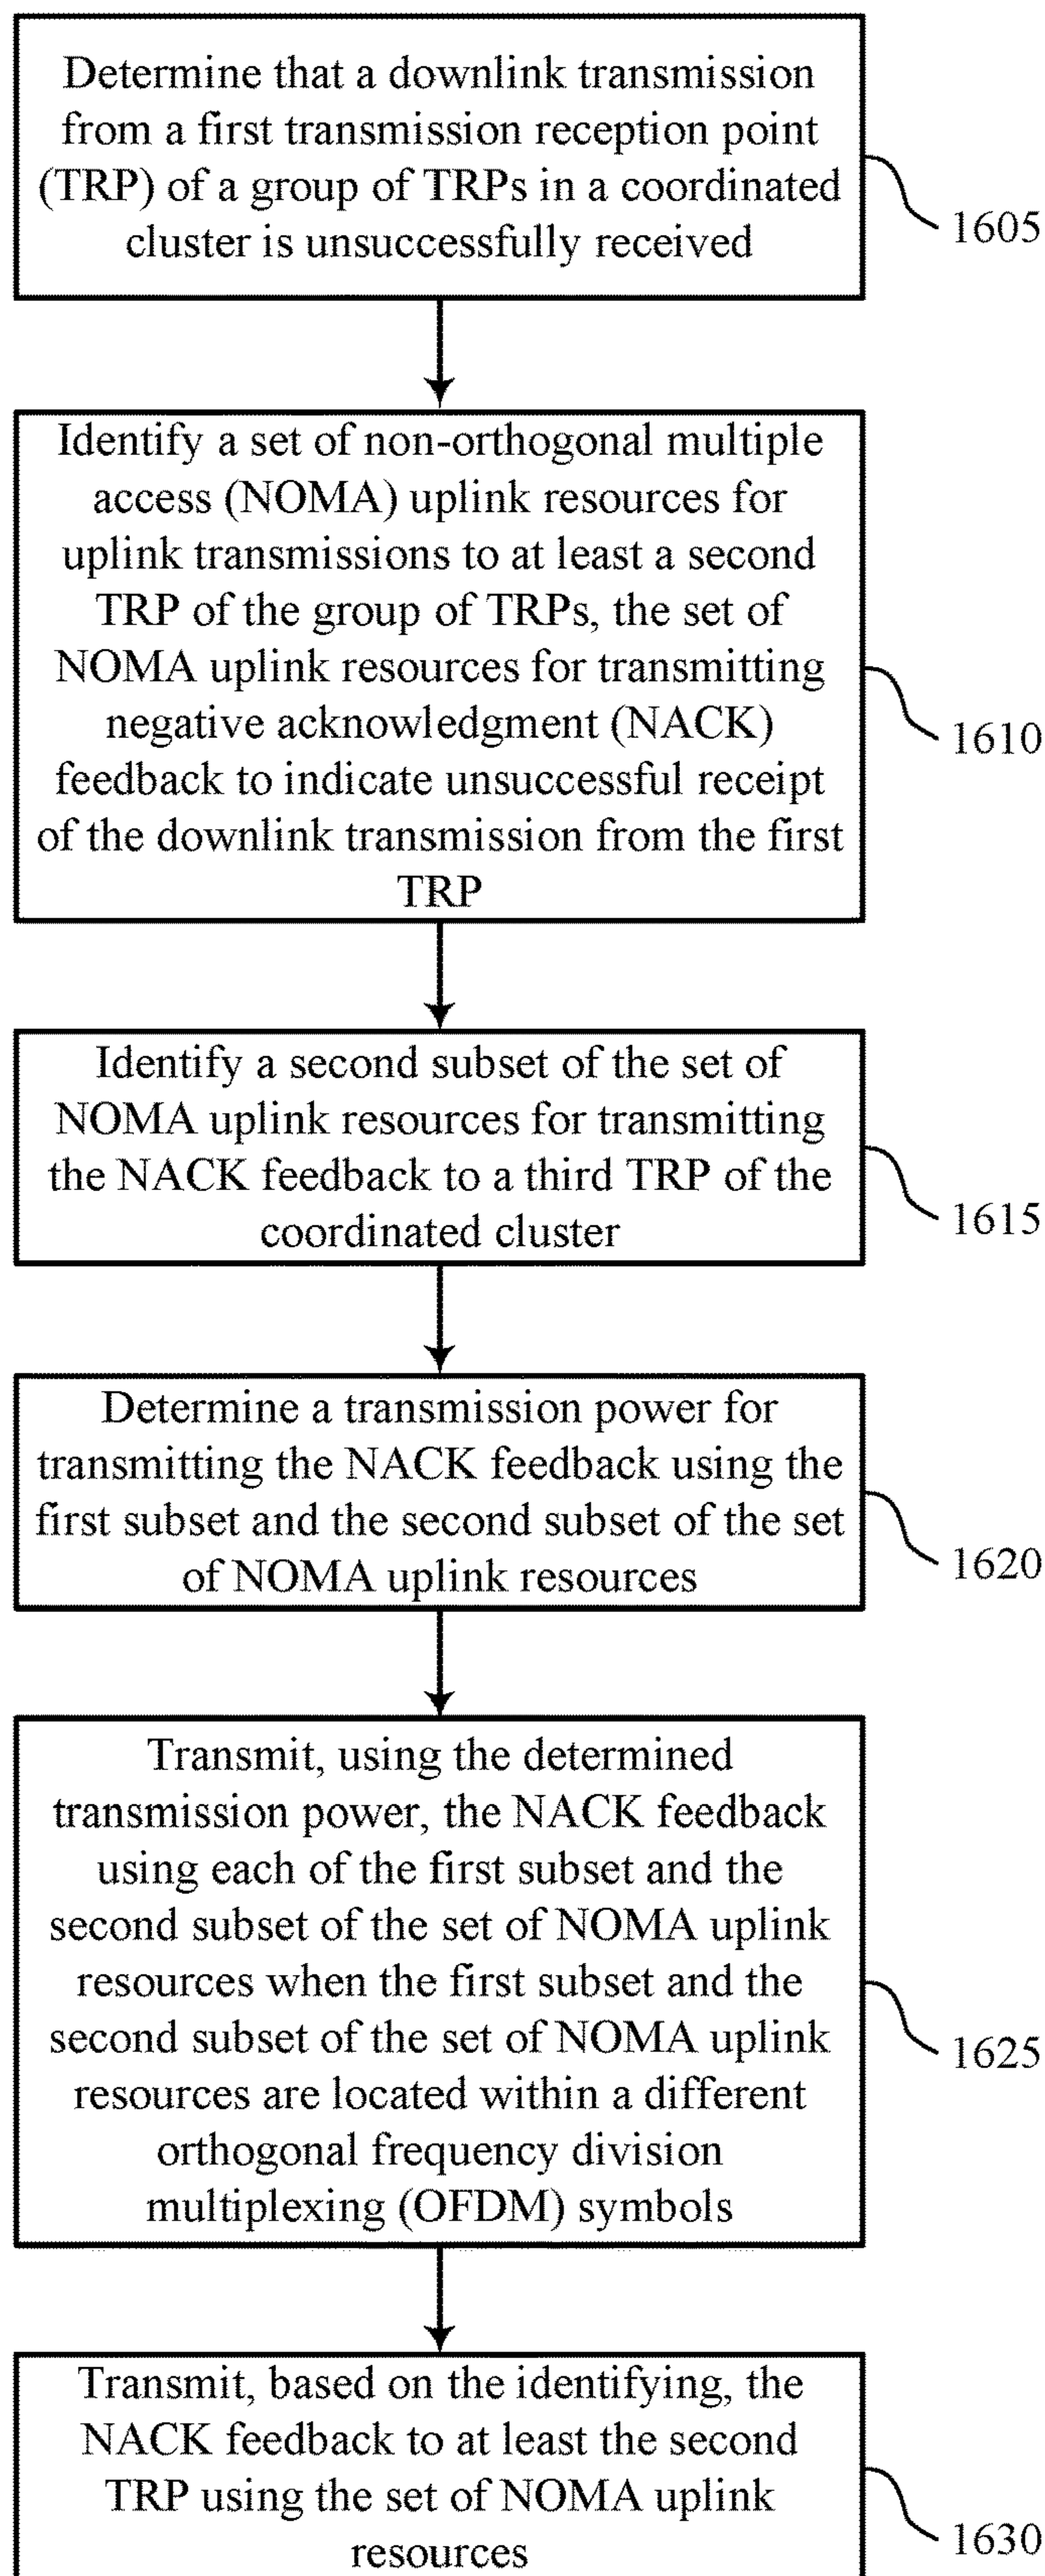 Determine that a downlink transmission
from a first transmission reception point
(TRP) of a group of TRPs in a coordinated
cluster is unsuccessfully received
1605
Identify a set of non-orthogonal multiple
access (NOMA) uplink resources for
uplink transmissions to at least a second
TRP of the group of TRPs, the set of
NOMA uplink resources for transmitting
negative acknowledgment (NACK)
feedback to indicate unsuccessful receipt
of the downlink transmission from the first
TRP
1610
Identify a second subset of the set of
NOMA uplink resources for transmitting
the NACK feedback to a third TRP of the
coordinated cluster
1615
Determine a transmission power for
transmitting the NACK feedback using the
first subset and the second subset of the set
of NOMA uplink resources
1620
Transmit, using the determined
transmission power, the NACK feedback
using each of the first subset and the
second subset of the set of NOMA uplink
resources when the first subset and the
second subset of the set of NOMA uplink
resources are located within a different
orthogonal frequency division
multiplexing (OFDM) symbols
1625
Transmit, based on the identifying, the
NACK feedback to at least the second
TRP using the set of NOMA uplink
resources
1630